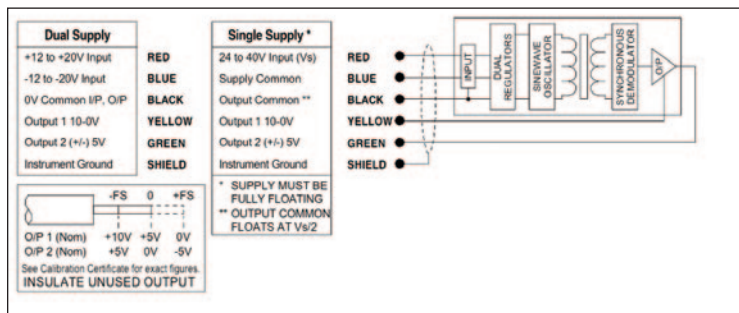 Dual Supply
+12 to +20V Input RED
-12 to -20V Input BLUE
0V Common I/P, O/P BLACK
Output 1 10-0V YELLOW
Output 2 (+/-) 5V GREEN
Instrument Ground SHIELD
Single Supply *
24 to 40V Input (Vs) RED
Supply Common BLUE
Output Common ** BLACK
Output 1 10-0V YELLOW
Output 2 (+/-) 5V GREEN
Instrument Ground SHIELD
* SUPPLY MUST BE
FULLY FLOATING
** OUTPUT COMMON
FLOATS AT Vs/2
INPUT
DUAL
REGULATORS
SINEWAVE
OSCILLATOR
SYNCHRONOUS
DEMODULATOR
O/P
-FS 0 +FS
O/P 1 (Nom) +10V +5V 0V
O/P 2 (Nom) +5V 0V -5V
See Calibration Certificate for exact figures.
INSULATE UNUSED OUTPUT